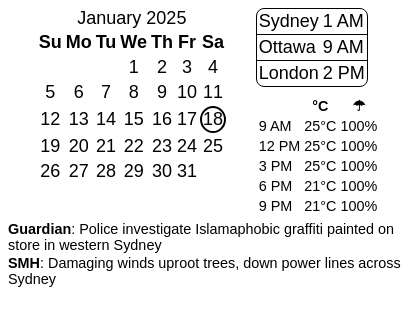 January 2025
Su Mo Tu We Th Fr Sa
1 2 3 4
5 6 7 8 9 10 11
12 13 14 15 16 17 18
19 20 21 22 23 24 25
26 27 28 29 30 31
Sydney 1 AM
Ottawa 9 AM
London 2 PM
°C ☂
9 AM 25°C 100%
12 PM 25°C 100%
3 PM 25°C 100%
6 PM 21°C 100%
9 PM 21°C 100%
Guardian: Police investigate Islamaphobic graffiti painted on
store in western Sydney
SMH: Damaging winds uproot trees, down power lines across
Sydney